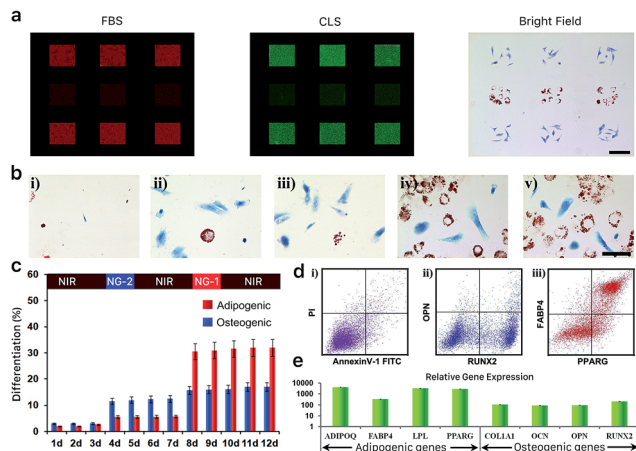 a
FBS
CLS
Bright Field
b
i)
ii)
iii)
iv)
v)
c
60
50
40
30
20
10
0
Differentiation (%)
NIR
NG-2
NIR
NG-1
NIR
Adipogenic
Osteogenic
1d 2d 3d 4d 5d 6d 7d 8d 9d 10d 11d 12d
d
i)
PI
AnnexinV-1 FITC
ii)
OPN
RUNX2
iii)
FABP4
PPARG
e
Relative Gene Expression
10000
1000
100
10
1
ADIPOQ FABP4 LPL PPARG COL1A1 OCN OPN RUNX2
Adipogenic genes Osteogenic genes